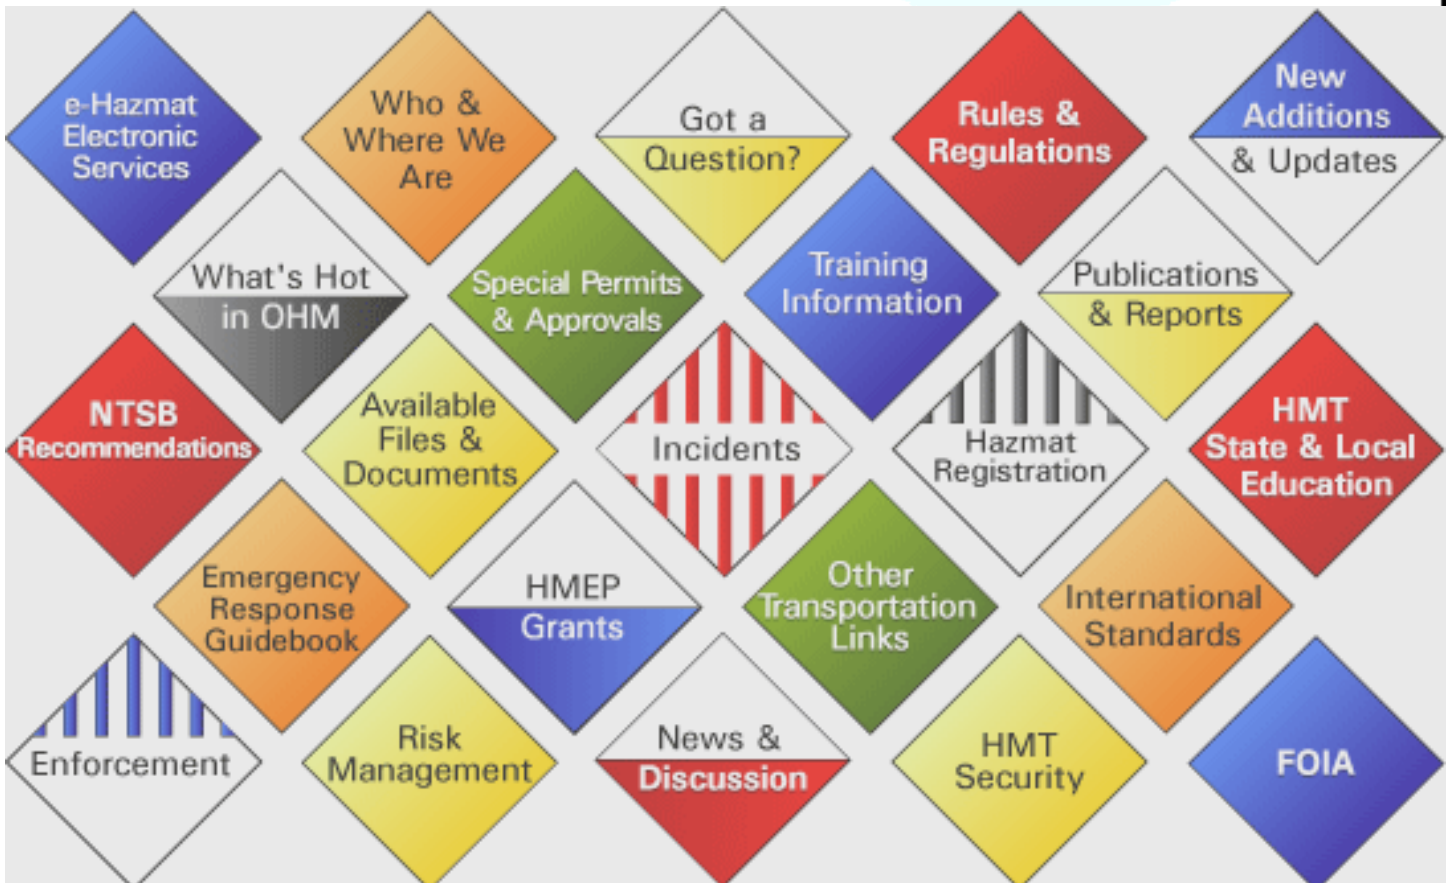 e-Hazmat
Electronic
Services
Who &
Where We
Are
Got a
Question?
Rules &
Regulations
New
Additions
& Updates
What's Hot
in OHM
Special Permits
& Approvals
Training
Information
Publications
& Reports
NTSB
Recommendations
Available
Files &
Documents
Incidents
Hazmat
Registration
HMT
State & Local
Education
Emergency
Response
Guidebook
HMEP
Grants
Other
Transportation
Links
International
Standards
Enforcement
Risk
Management
News &
Discussion
HMT
Security
FOIA